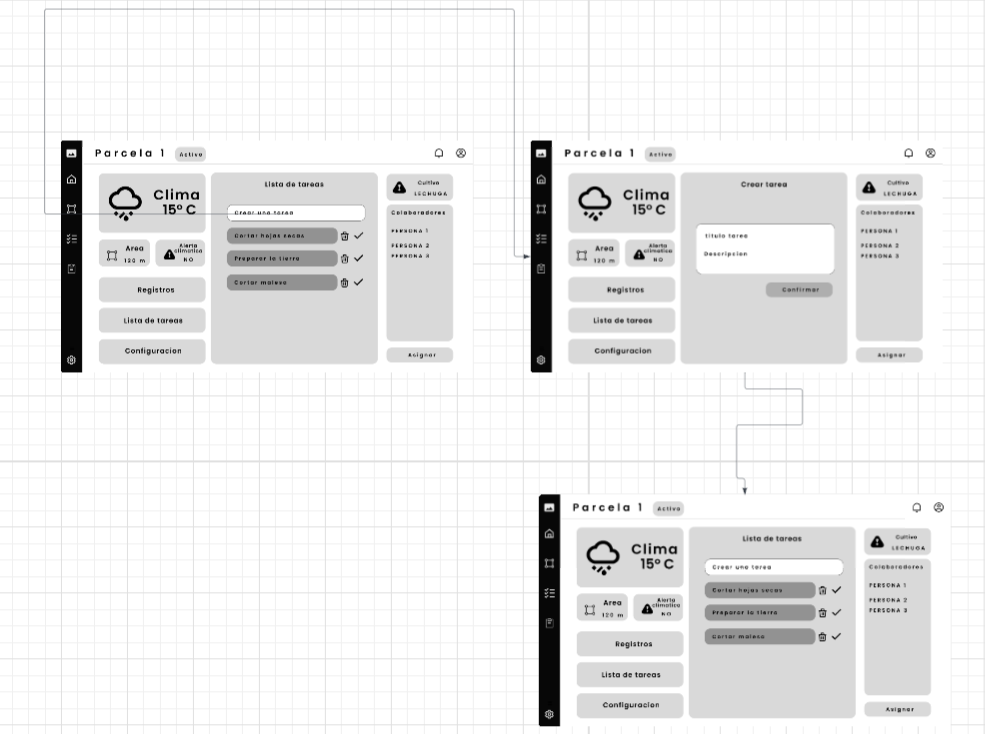 Parcela 1 Activo
Clima
15º C
Area
120 m
Alerta
climatica
NO
Registros
Lista de tareas
Configuracion
Lista de tareas
Crear una tarea
Cortar hojas secas
Preparar la tierra
Cortar maleso
Cultivo
LECHUGA
Colaboradores
PERSONA 1
PERSONA 2
PERSONA 3
Asignar
Parcela 1 Activo
Clima
15º C
Area
120 m
Alerta
climatica
NO
Registros
Lista de tareas
Configuracion
Crear tarea
Titulo tarea
Descripcion
Confirmar
Cultivo
LECHUGA
Colaboradores
PERSONA 1
PERSONA 2
PERSONA 3
Asignar
Parcela 1 Activo
Clima
15º C
Area
120 m
Alerta
climatica
NO
Registros
Lista de tareas
Configuracion
Lista de tareas
Crear una tarea
Cortar hojas secas
Preparar la tierra
Cortar maleso
Cultivo
LECHUGA
Colaboradores
PERSONA 1
PERSONA 2
PERSONA 3
Asignar